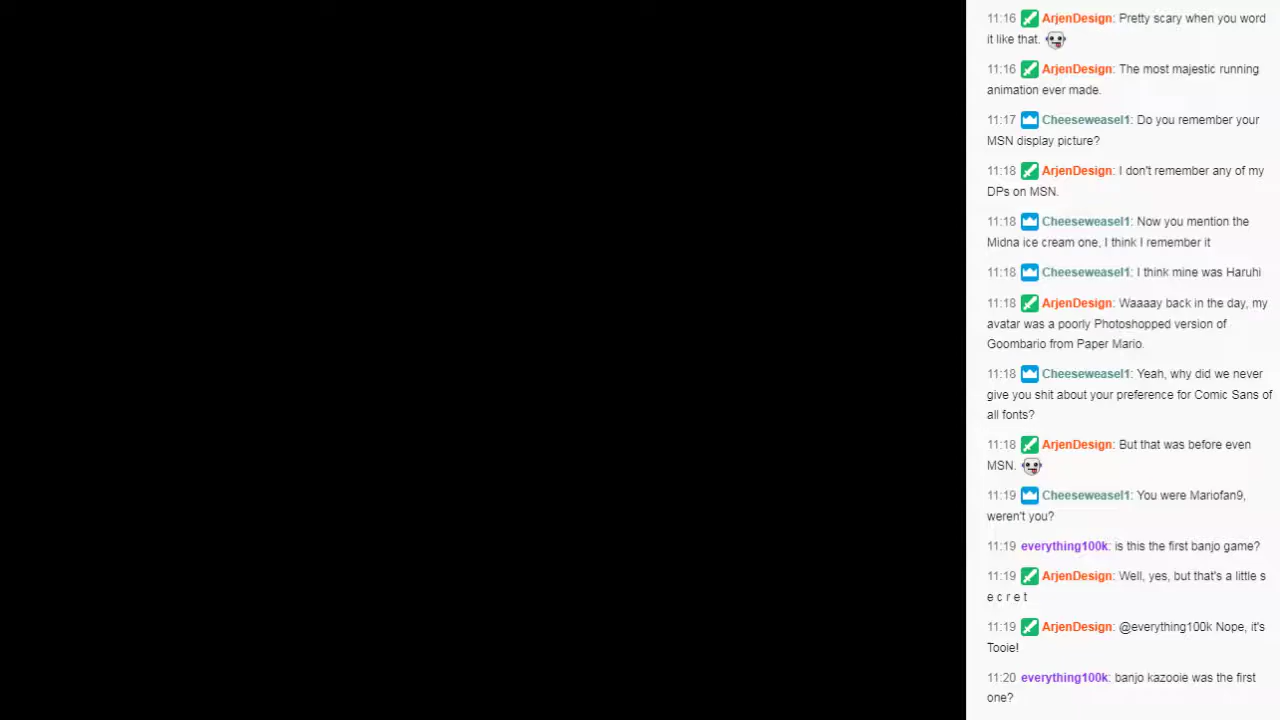 11:16 ArjenDesign: Pretty scary when you word
it like that.
11:16 ArjenDesign: The most majestic running
animation ever made.
11:17 Cheeseweasel1: Do you remember your
MSN display picture?
11:18 ArjenDesign: I don't remember any of my
DPs on MSN.
11:18 Cheeseweasel1: Now you mention the
Midna ice cream one, I think I remember it
11:18 Cheeseweasel1: I think mine was Haruhi
11:18 ArjenDesign: Waaaay back in the day, my
avatar was a poorly Photoshopped version of
Goombario from Paper Mario.
11:18 Cheeseweasel1: Yeah, why did we never
give you shit about your preference for Comic Sans of
all fonts?
11:18 ArjenDesign: But that was before even
MSN.
11:19 Cheeseweasel1: You were Mariofan9,
weren't you?
11:19 everything100k: is this the first banjo game?
11:19 ArjenDesign: Well, yes, but that's a little s
e c r e t
11:19 ArjenDesign: @everything100k Nope, it's
Tooie!
11:20 everything100k: banjo kazooie was the first
one?